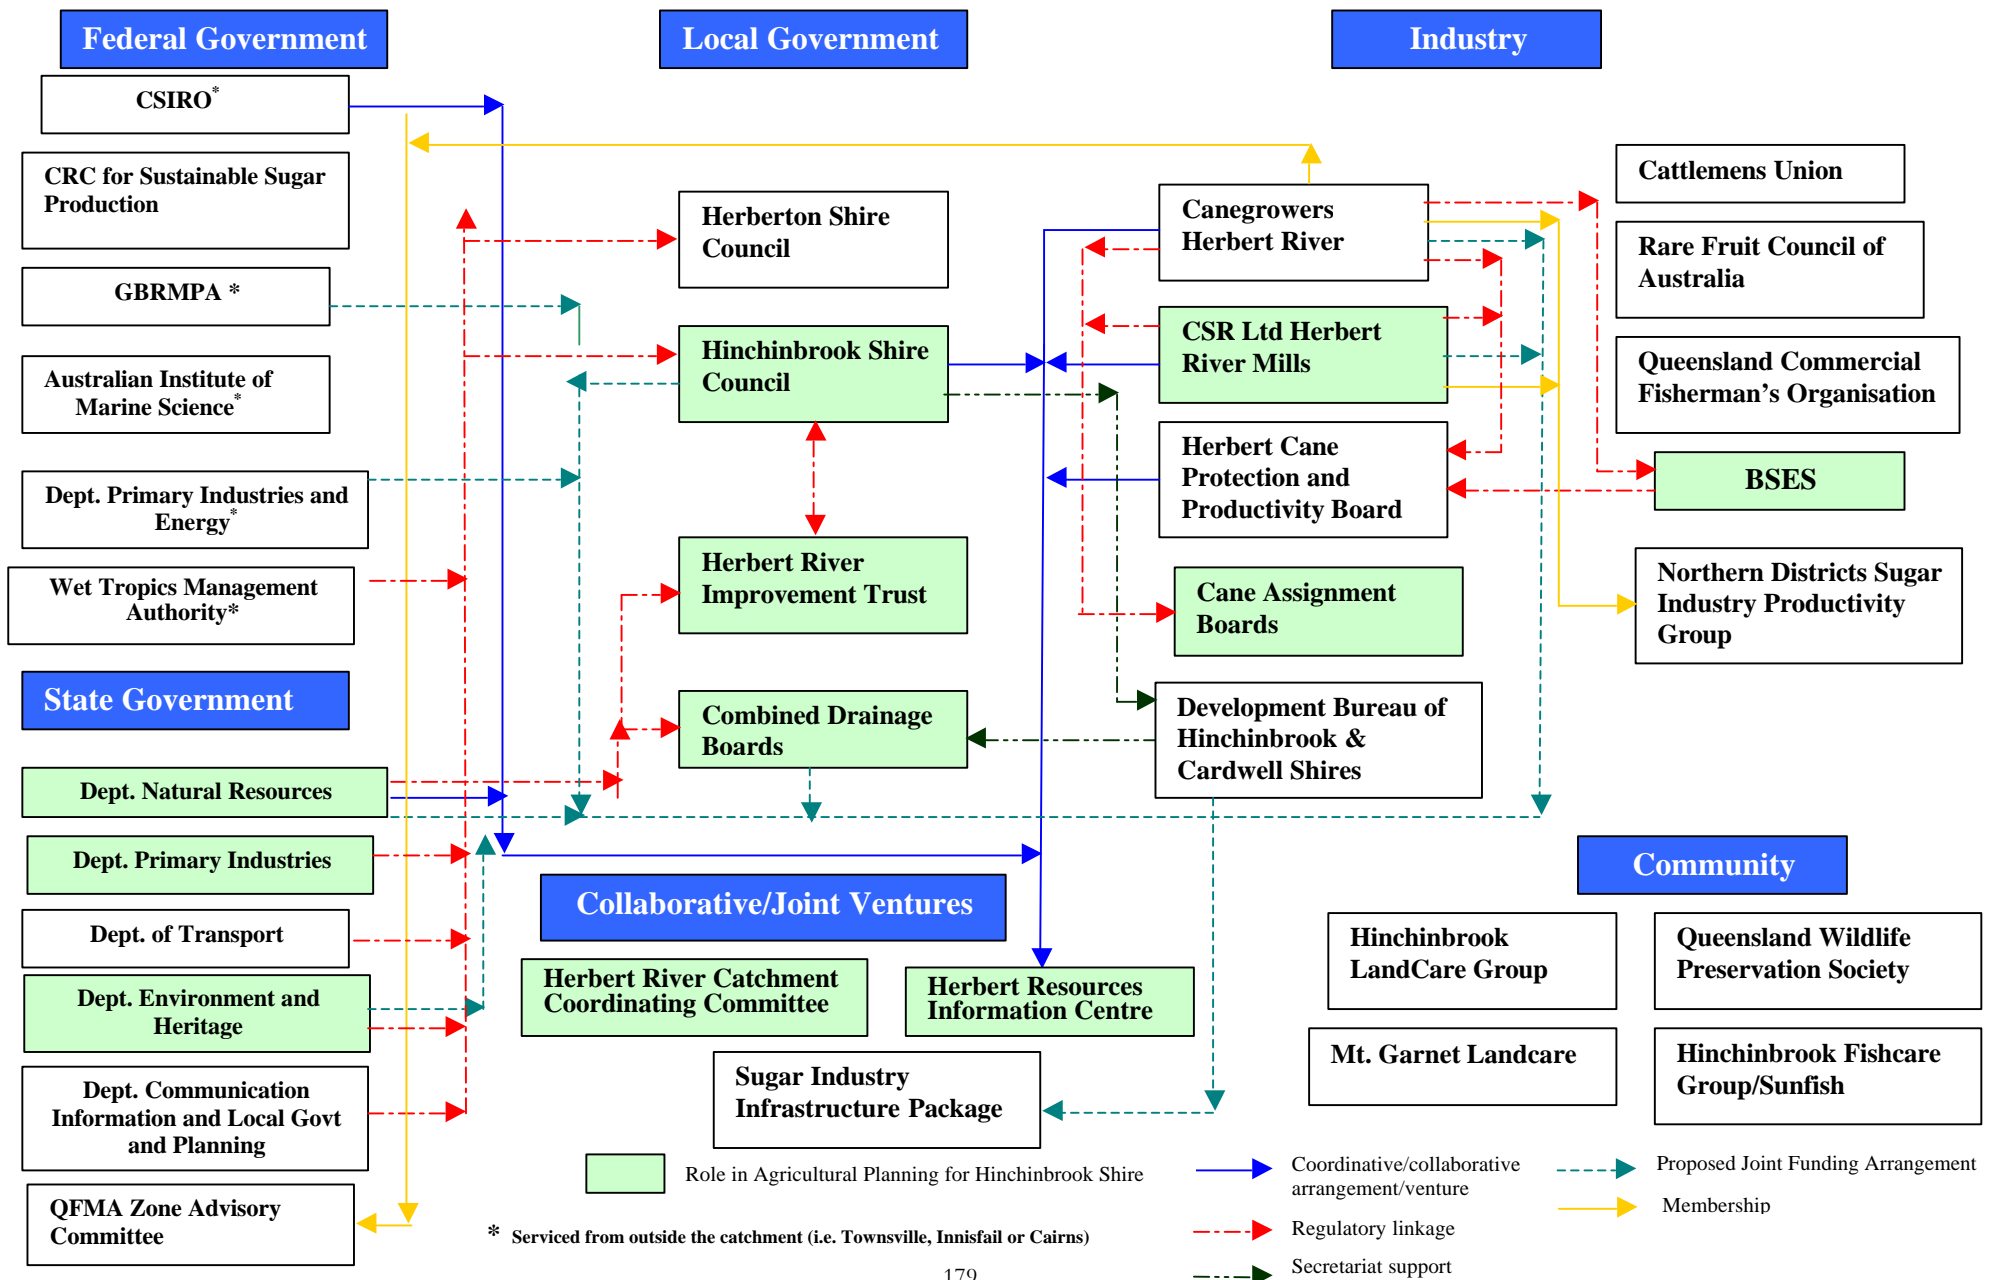 Federal Government
CSIRO*
CRC for Sustainable Sugar
Production
GBRMPA *
Australian Institute of
Marine Science*
Dept. Primary Industries and
Energy*
Wet Tropics Management
Authority*
State Government
Dept. Natural Resources
Dept. Primary Industries
Dept. of Transport
Dept. Environment and
Heritage
Dept. Communication
Information and Local Govt
and Planning
QFMA Zone Advisory
Committee
Local Government
Herberton Shire
Council
Hinchinbrook Shire
Council
Herbert River
Improvement Trust
Combined Drainage
Boards
Collaborative/Joint Ventures
Herbert River Catchment
Coordinating Committee
Herbert Resources
Information Centre
Sugar Industry
Infrastructure Package
Industry
Canegrowers
Herbert River
CSR Ltd Herbert
River Mills
Herbert Cane
Protection and
Productivity Board
Cane Assignment
Boards
Development Bureau of
Hinchinbrook &
Cardwell Shires
Cattlemens Union
Rare Fruit Council of
Australia
Queensland Commercial
Fisherman’s Organisation
BSES
Northern Districts Sugar
Industry Productivity
Group
Community
Hinchinbrook
LandCare Group
Queensland Wildlife
Preservation Society
Mt. Garnet Landcare
Hinchinbrook Fishcare
Group/Sunfish
Role in Agricultural Planning for Hinchinbrook Shire
* Serviced from outside the catchment (i.e. Townsville, Innisfail or Cairns)
Coordinative/collaborative
arrangement/venture
Regulatory linkage
Secretariat support
Proposed Joint Funding Arrangement
Membership
179